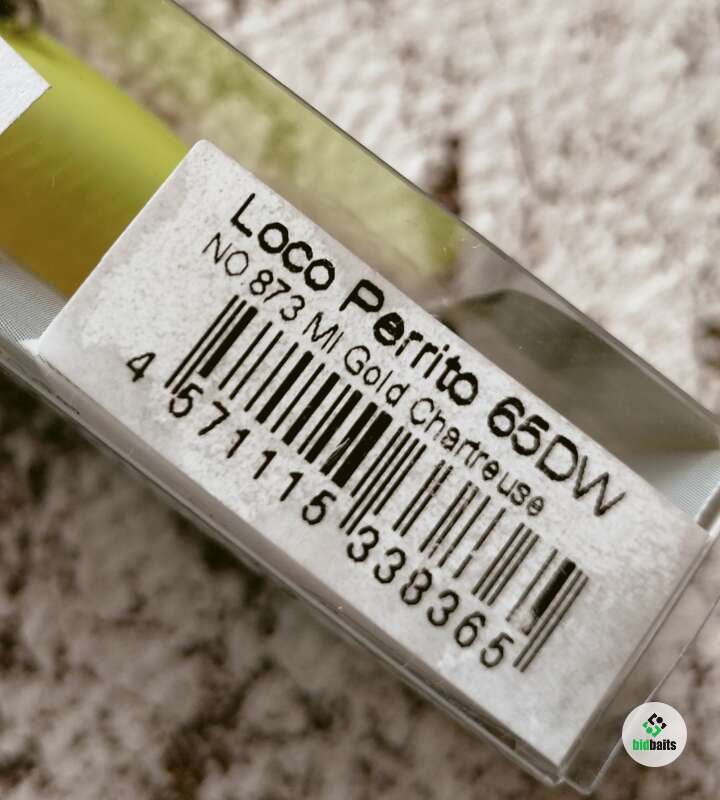 Loco Perrito 65DW
NO 873 MI Gold Chartreuse
4 571115 338365
bidbaits